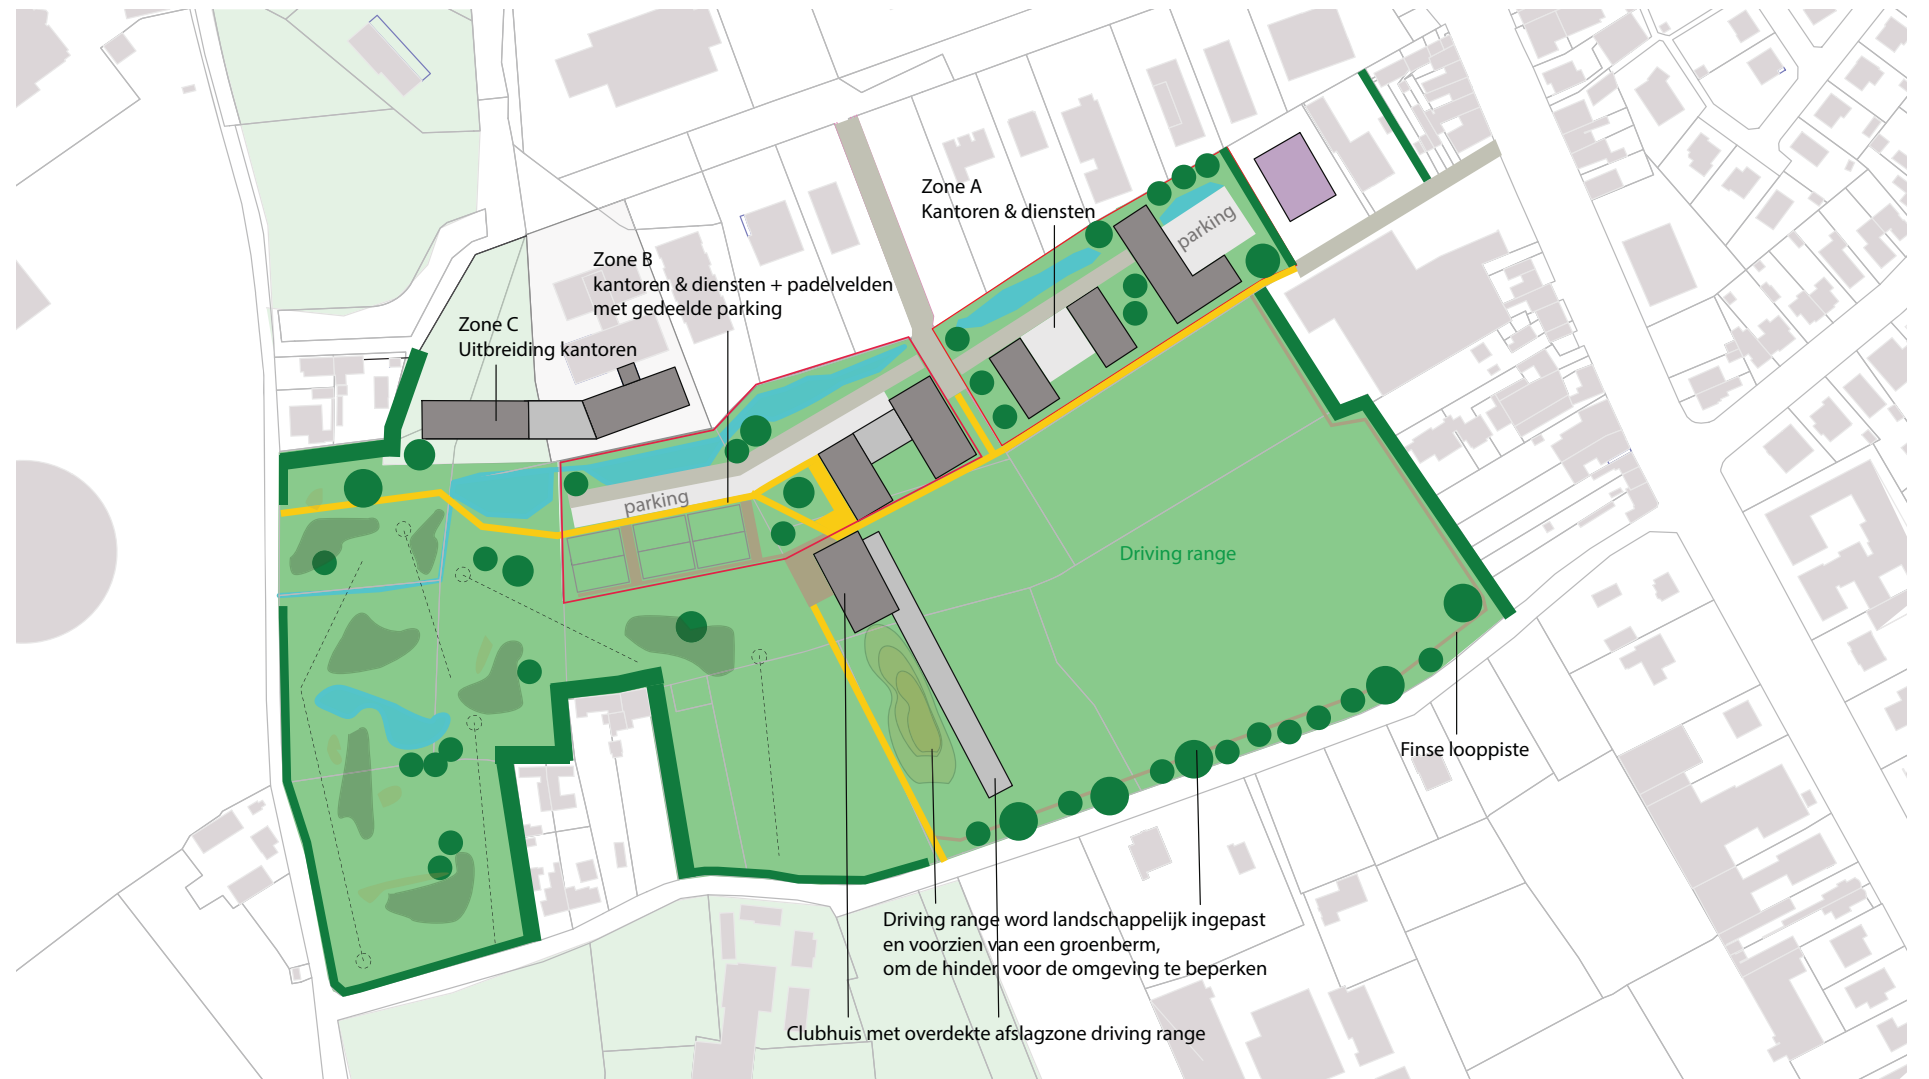 Zone A
Kantoren & diensten
parking
Zone B
kantoren & diensten + padelvelden
met gedeelde parking
Zone C
Uitbreiding kantoren
parking
Driving range
Finse looppiste
Driving range word landschappelijk ingepast
en voorzien van een groenberm,
om de hinder voor de omgeving te beperken
Clubhuis met overdekte afslagzone driving range